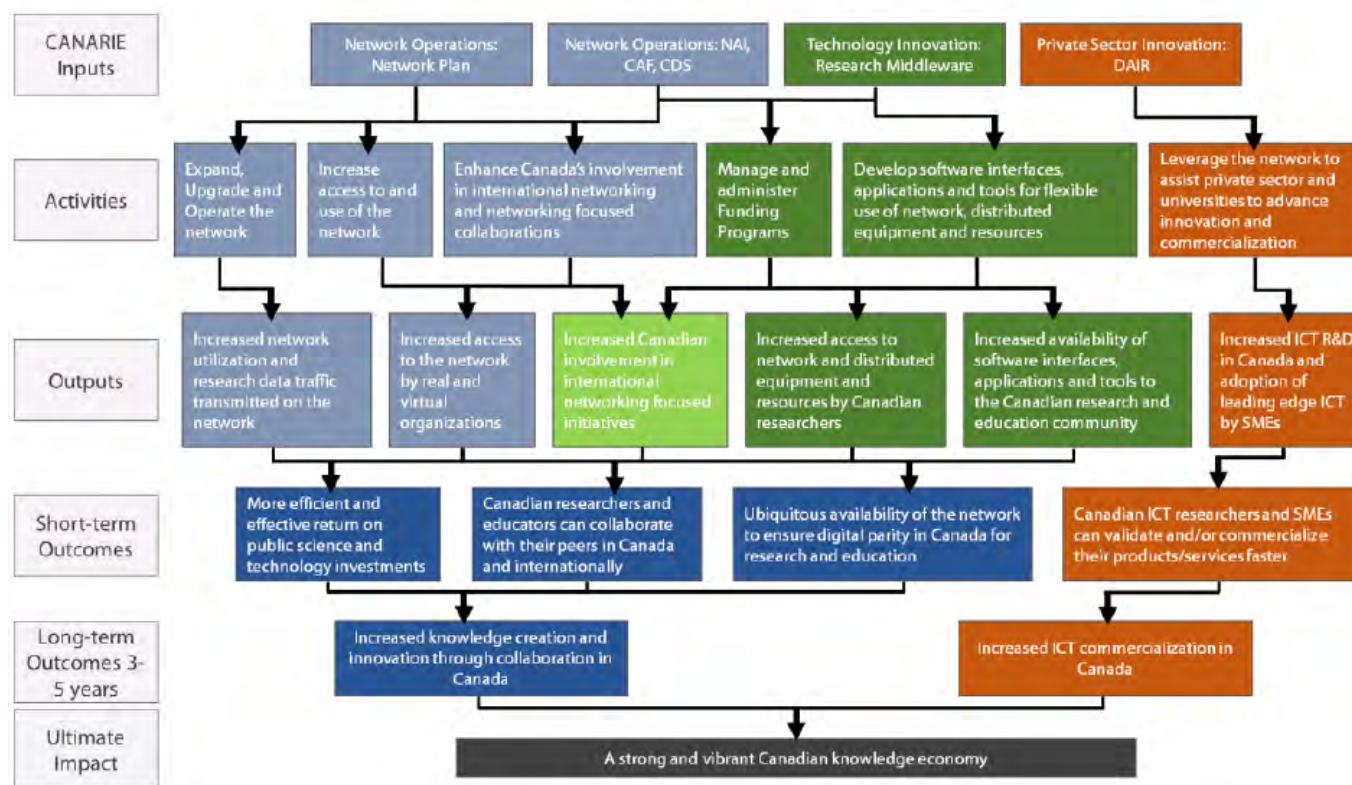 CANARIE
Inputs
Network Operations:
Network Plan
Network Operations: NAI,
CAF, CDS
Technology Innovation:
Research Middleware
Private Sector Innovation:
DAIR
Activities
Expand,
Upgrade and
Operate the
network
Increase
access to and
use of the
network
Enhance Canada's involvement
in international networking
and networking focused
collaborations
Manage and
administer
Funding
Programs
Develop software interfaces,
applications and tools for flexible
use of network, distributed
equipment and resources
Leverage the network to
assist private sector and
universities to advance
innovation and
commercialization
Outputs
Increased network
utilization and
research data traffic
transmitted on the
network
Increased access
to the network
by real and
virtual
organizations
Increased Canadian
involvement in
international
networking focused
initiatives
Increased access to
network and distributed
equipment and
resources by Canadian
researchers
Increased availability of
software interfaces,
applications and tools to
the Canadian research and
education community
Increased ICT R&D
in Canada and
adoption of
leading edge ICT
by SMEs
Short-term
Outcomes
More efficient and
effective return on
public science and
technology investments
Canadian researchers and
educators can collaborate
with their peers in Canada
and internationally
Ubiquitous availability of the network
to ensure digital parity in Canada for
research and education
Canadian ICT researchers and SMEs
can validate and/or commercialize
their products/services faster
Long-term
Outcomes 3-
5 years
Increased knowledge creation and
innovation through collaboration in
Canada
Increased ICT commercialization in
Canada
Ultimate
Impact
A strong and vibrant Canadian knowledge economy